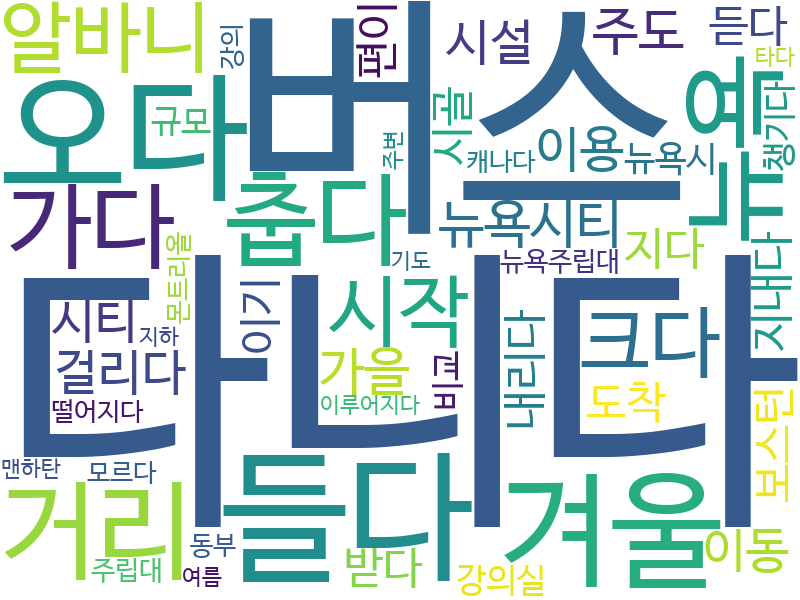 알바니
강의
버스
편이
시설
주도
듣다
타다
오다
규모
주변
시골
캐나다
이용
뉴욕시
뉴욕
챙기다
가다
춥다
뉴욕시티
뉴욕주립대
지다
지내다
몬트리올
기도
다니다
시티
지하
이기
시작
크다
걸리다
가을
비교
내리다
도착
보스턴
떨어지다
이루어지다
맨하탄
모르다
거리
들다
겨울
동부
주립대
여름
받다
강의실
이동